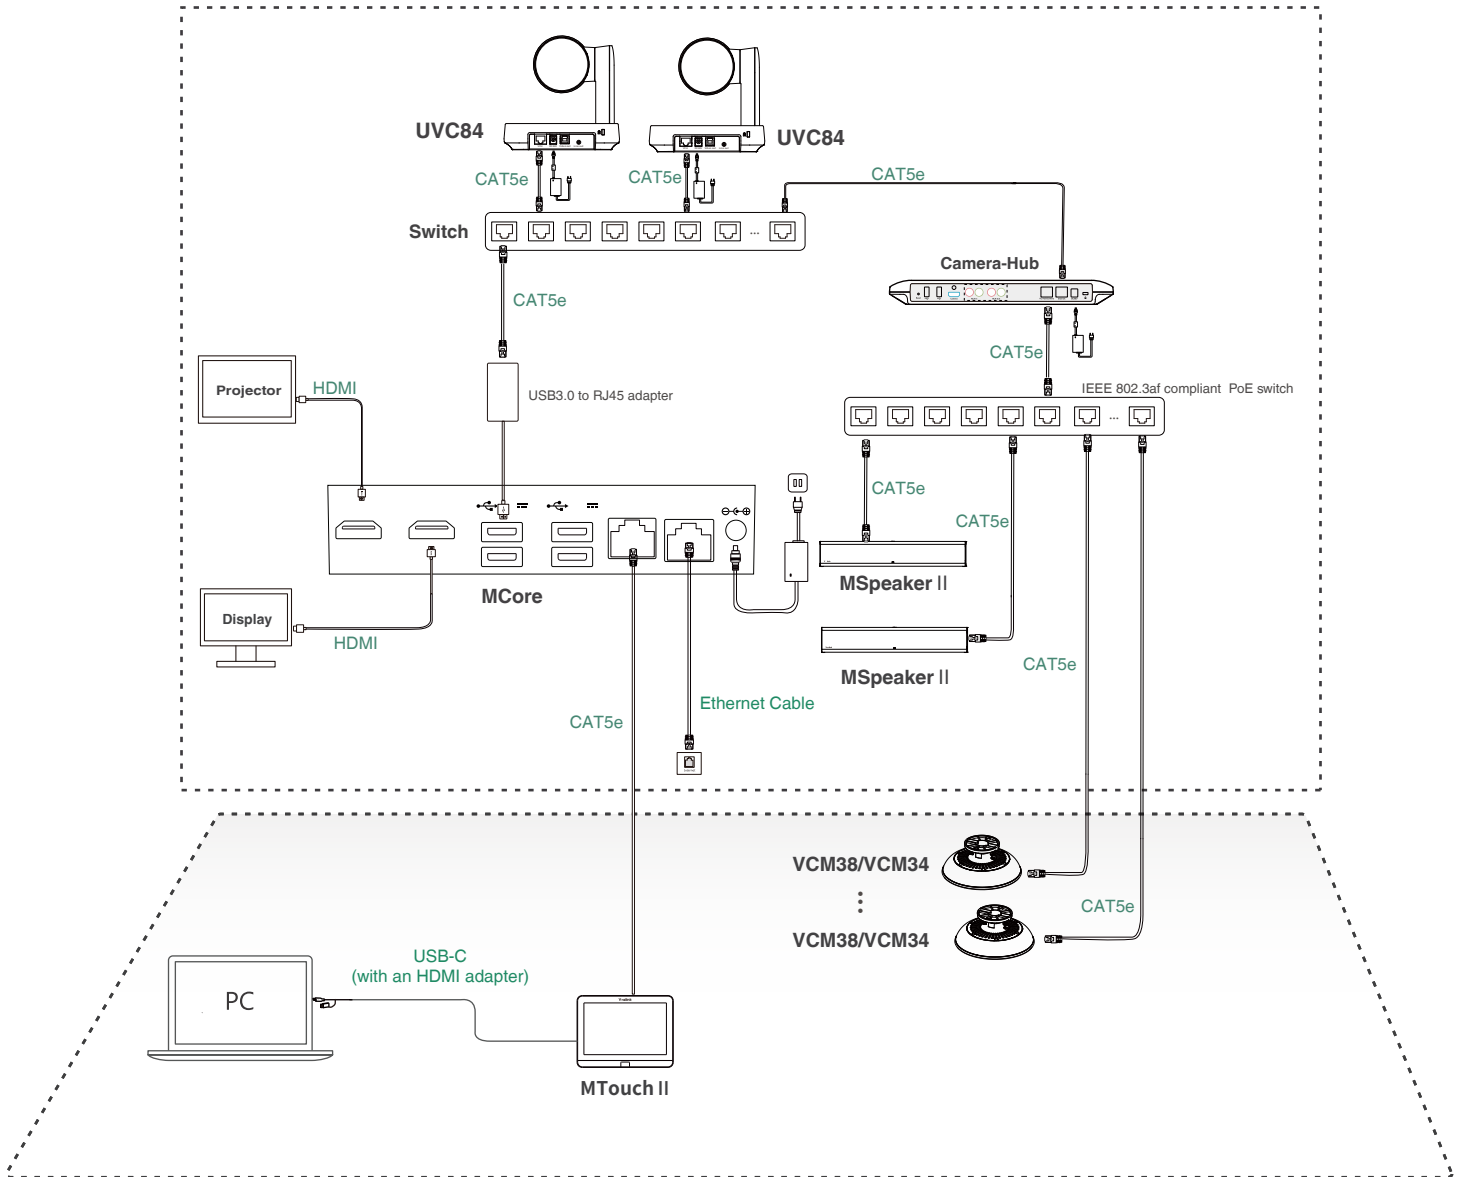 UVC84
UVC84
CAT5e
CAT5e
CAT5e
Switch
...
Camera-Hub
CAT5e
CAT5e
IEEE 802.3af compliant PoE switch
...
Projector
HDMI
USB3.0 to RJ45 adapter
CAT5e
CAT5e
MSpeaker II
MCore
Display
HDMI
MSpeaker II
CAT5e
Ethernet Cable
CAT5e
VCM38/VCM34
CAT5e
VCM38/VCM34
USB-C
(with an HDMI adapter)
PC
Yealink
MTouch II